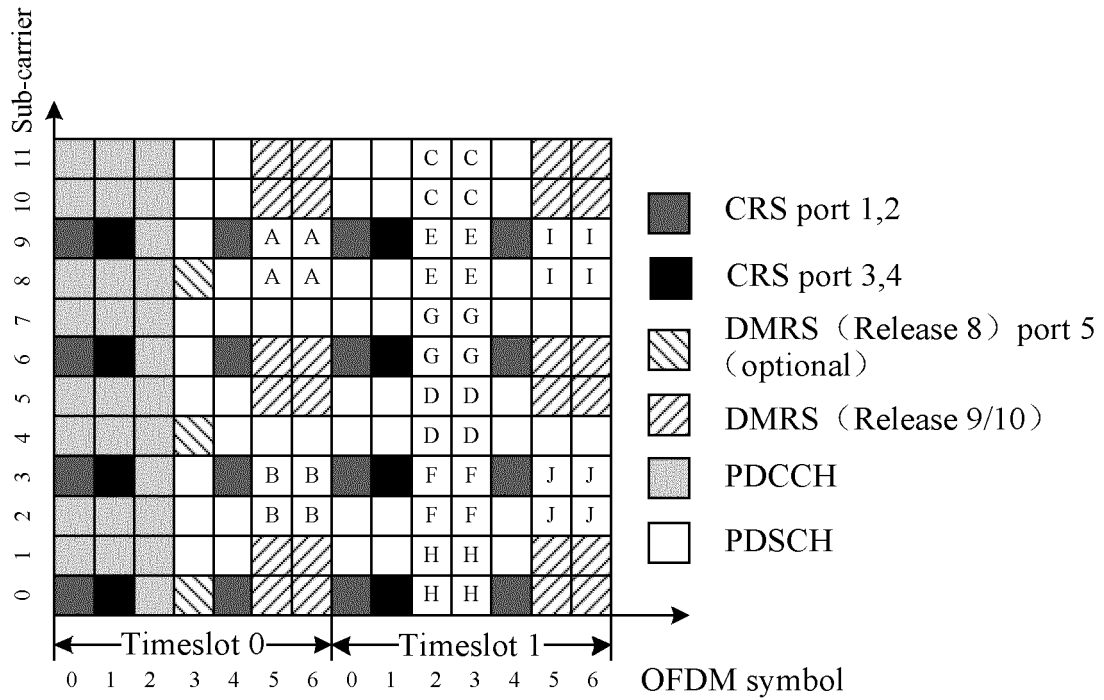 Sub-carrier
11 C C
10 C C
9 A A E E I I
8 A A E E I I
7 G G
6 G G
5 D D
4 D D
3 B B F F J J
2 B B F F J J
1 H H
0 H H
Timeslot 0 Timeslot 1
0 1 2 3 4 5 6 0 1 2 3 4 5 6 OFDM symbol
CRS port 1,2
CRS port 3,4
DMRS（Release 8）port 5
（optional）
DMRS（Release 9/10）
PDCCH
PDSCH